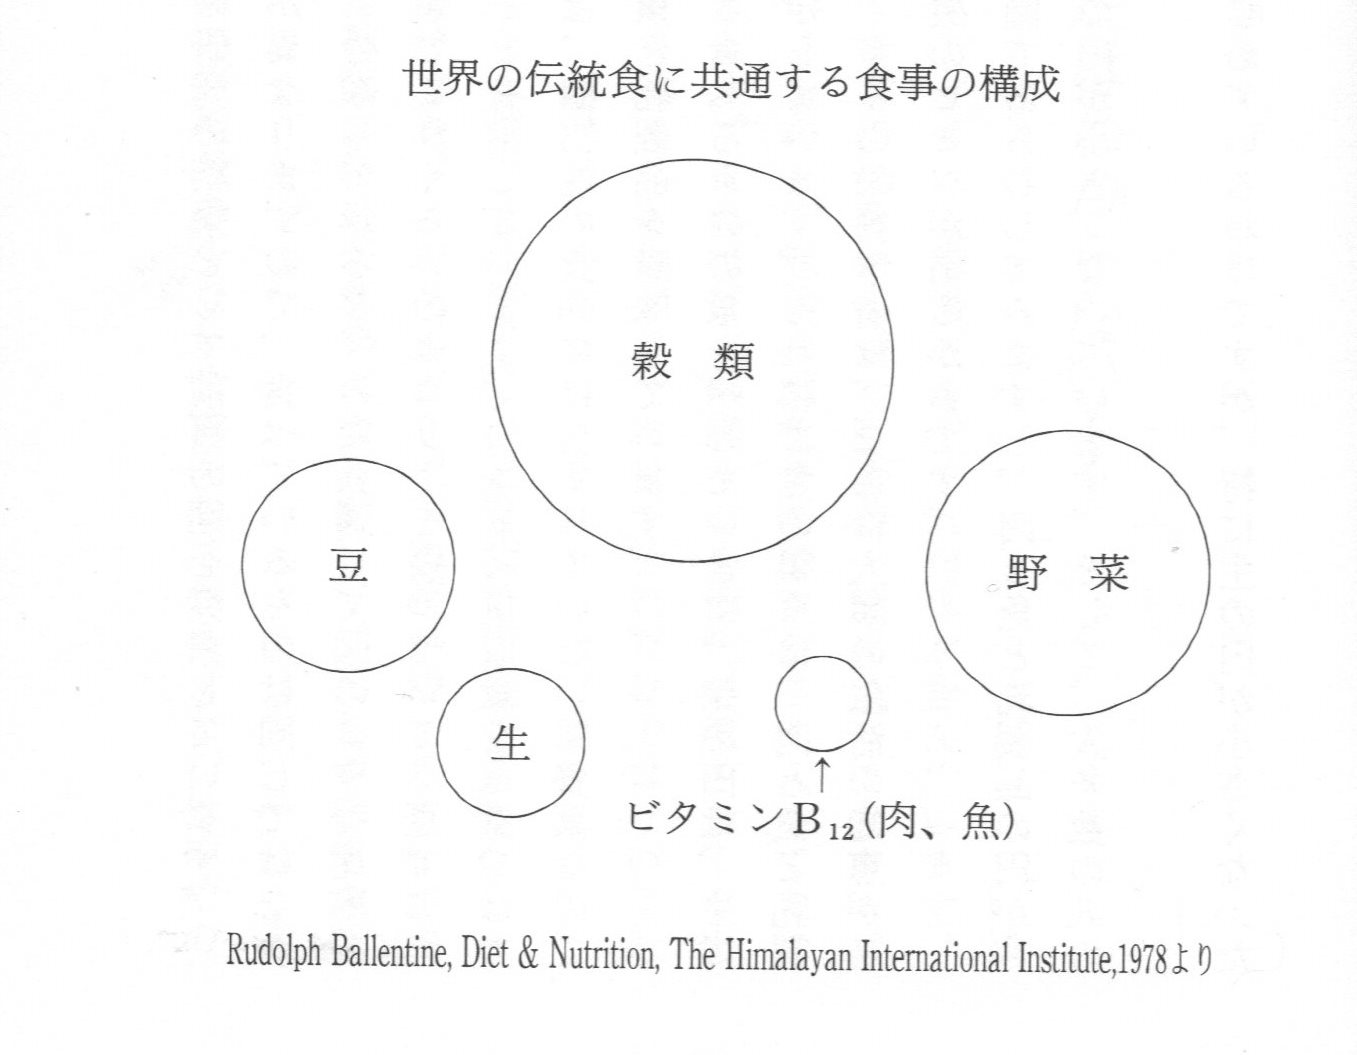 世界の伝統食に共通する食事の構成
穀 類
豆
野 菜
生
ビタミンB₁₂(肉、魚)
Rudolph Ballentine, Diet & Nutrition, The Himalayan International Institute,1978より